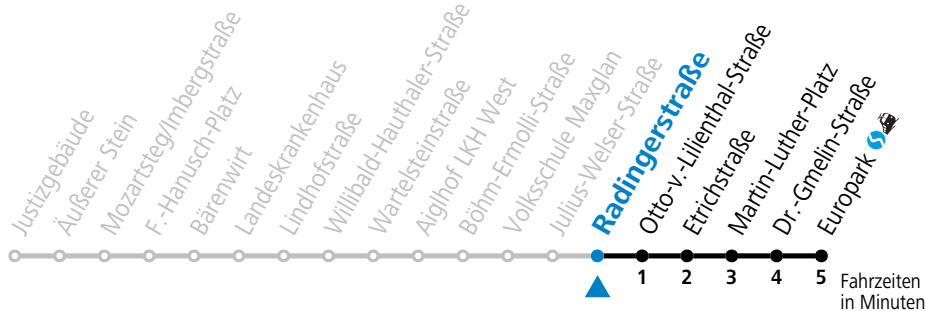 Justizgebäude
Äußerer Stein
Mozartsteg/Imbergstraße
F.-Hanusch-Platz
Bärenwirt
Landeskrankenhaus
Lindhofstraße
Willibald-Hauthaler-Straße
Wartelsteinstraße
Aiglhof LKH West
Böhm-Ermolli-Straße
Volksschule Maxglan
Julius-Welser-Straße
Radingerstraße
Otto-v.-Lilienthal-Straße
Etrichstraße
Martin-Luther-Platz
Dr.-Gmelin-Straße
Europark
1 2 3 4 5
Fahrzeiten
in Minuten